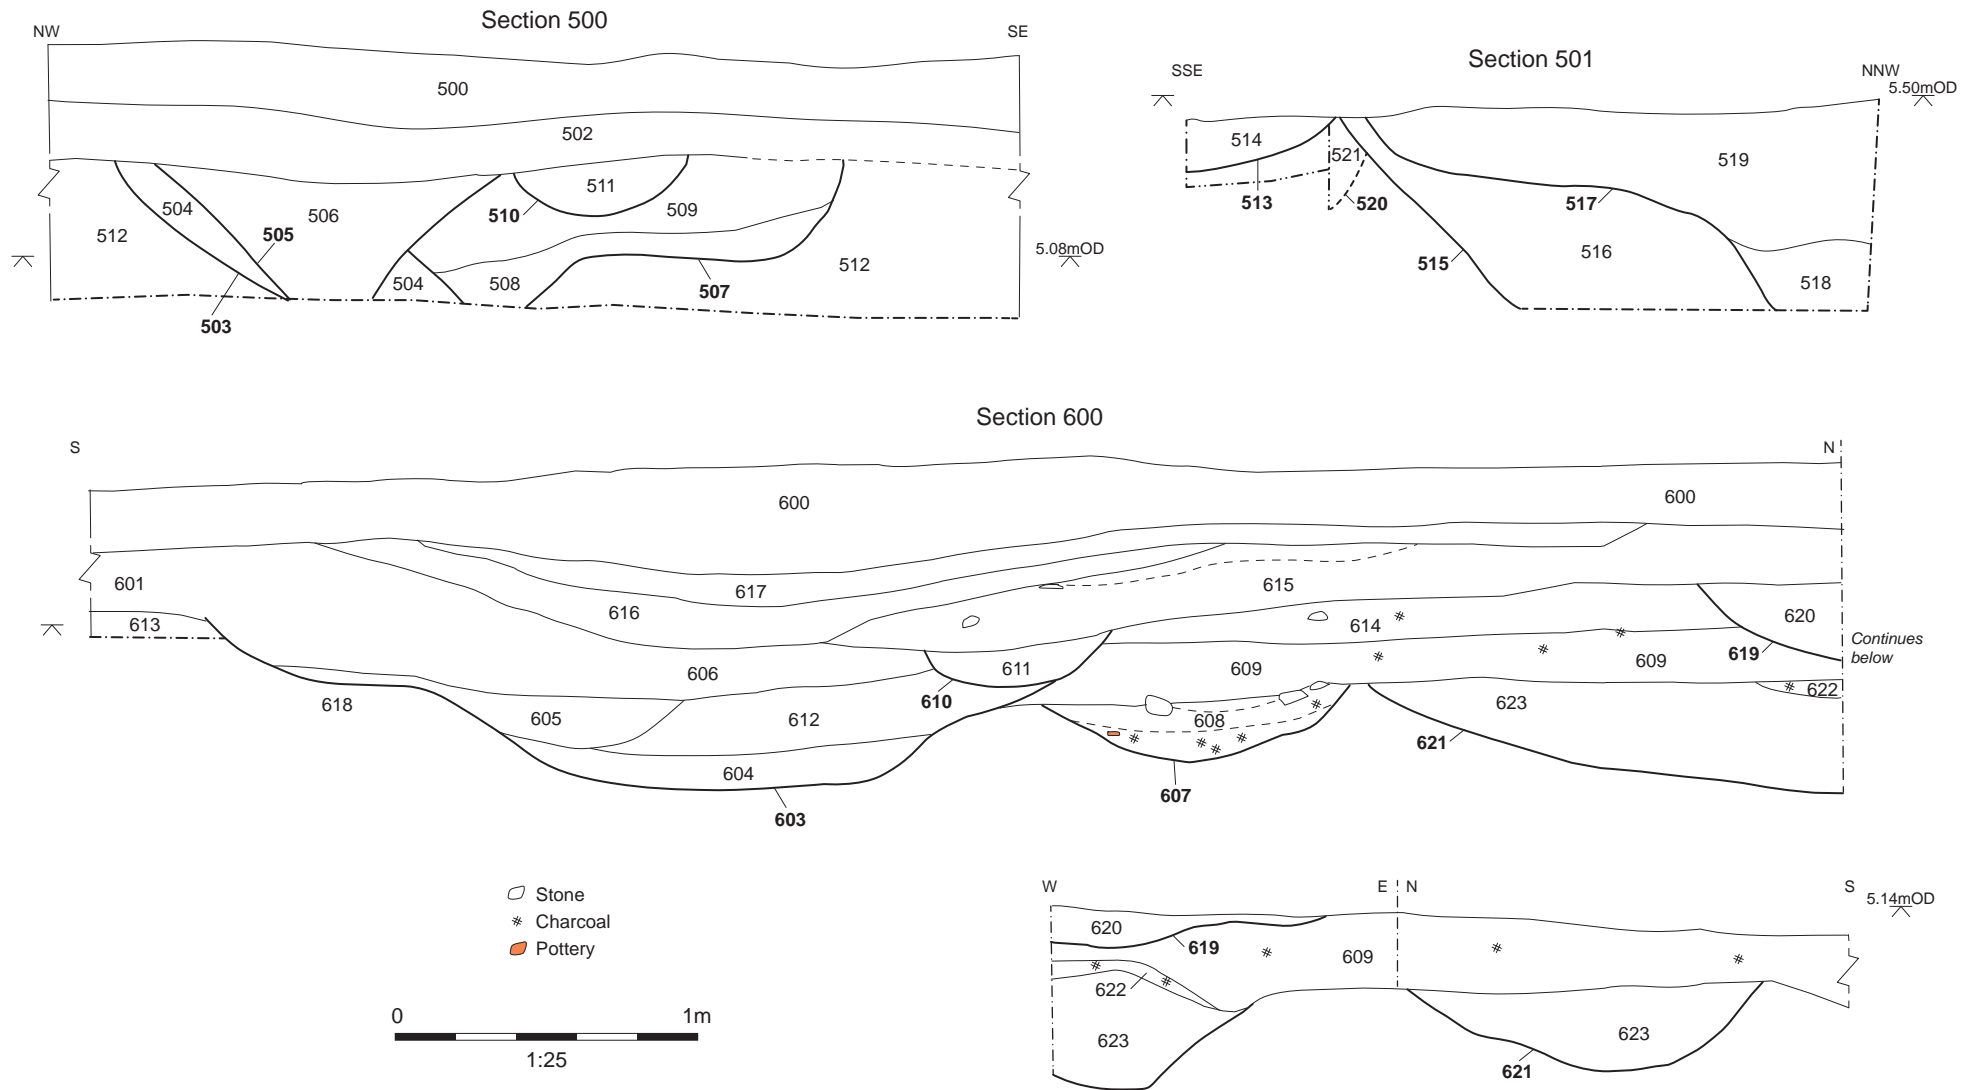 Section 500
NW
SE
500
502
511
504
506
510
509
512
505
512
504
508
507
5.08mOD
503
Section 501
SSE
NNW
5.50mOD
514
521
519
513
520
517
515
516
518
Section 600
S
N
600
600
601
617
615
616
613
614
620
Continues
below
606
611
609
609
619
610
618
605
612
608
623
622
621
604
607
603
W
E
N
S
5.14mOD
620
619
609
622
623
623
621
Stone
Charcoal
Pottery
0
1m
1:25